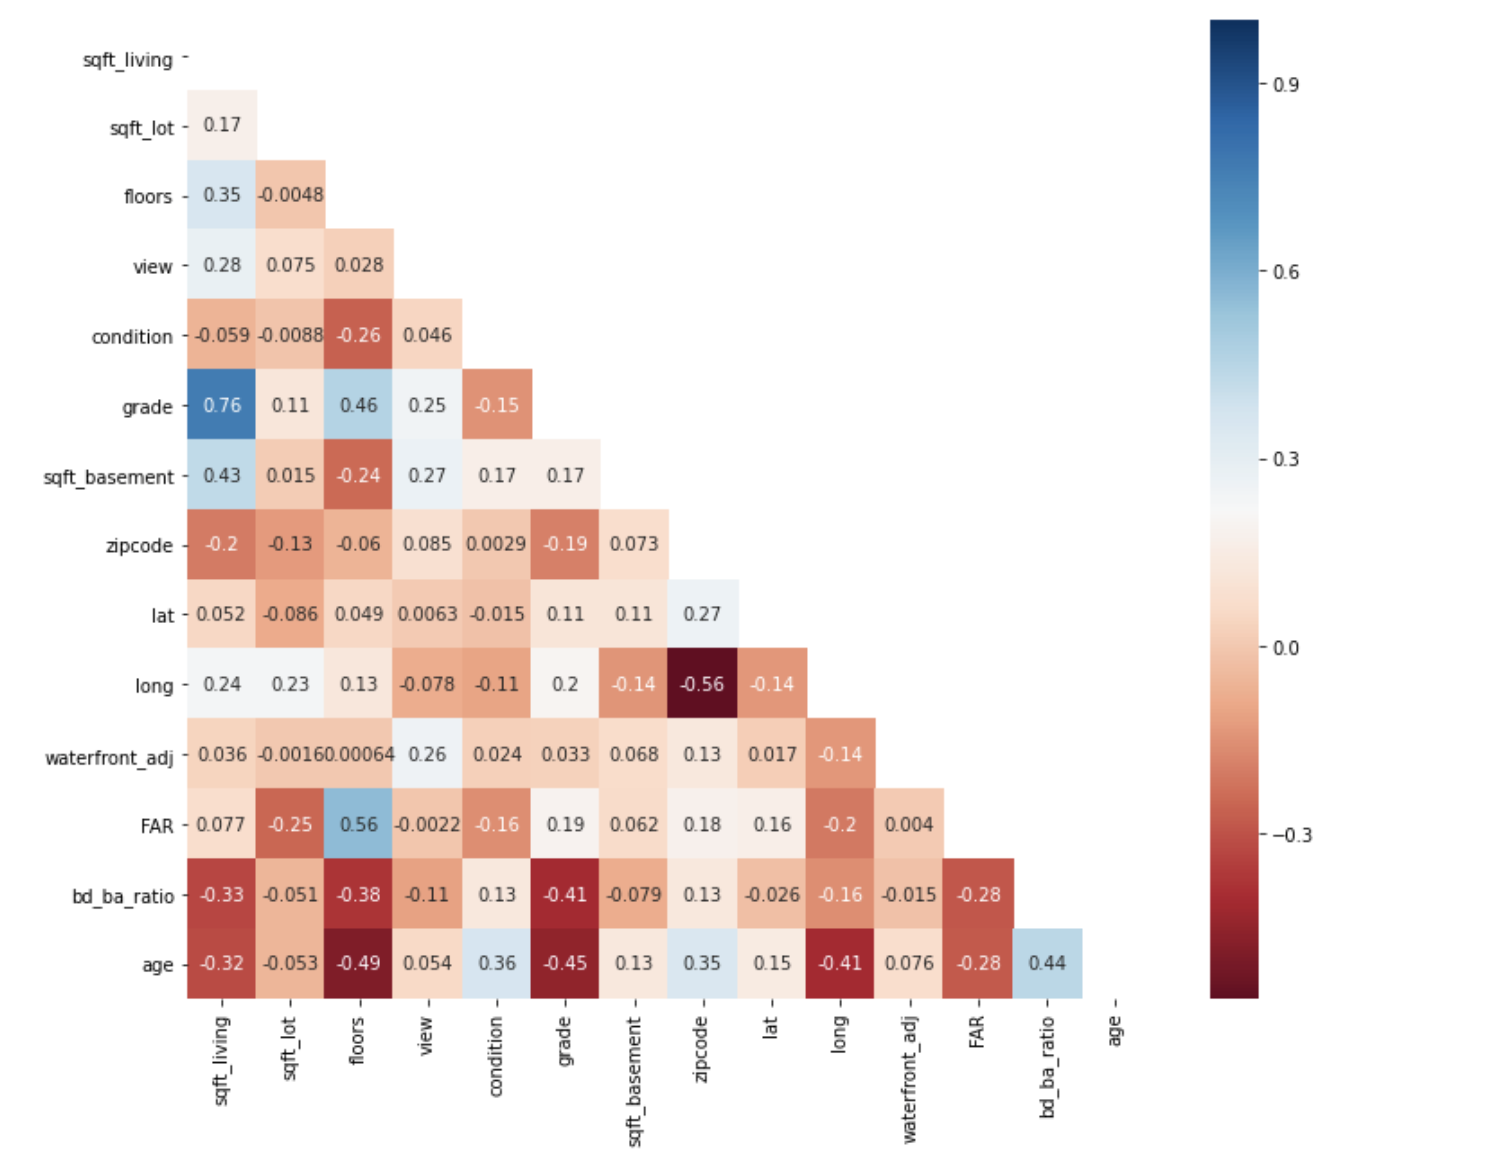 sqft_living
sqft_lot 0.17
floors 0.35 -0.0048
view 0.28 0.075 0.028
condition -0.059 -0.0088 -0.26 0.046
grade 0.76 0.11 0.46 0.25 -0.15
sqft_basement 0.43 0.015 -0.24 0.27 0.17 0.17
zipcode -0.2 -0.13 -0.06 0.085 0.0029 -0.19 0.073
lat 0.052 -0.086 0.049 0.0063 -0.015 0.11 0.11 0.27
long 0.24 0.23 0.13 -0.078 -0.11 0.2 -0.14 -0.56 -0.14
waterfront_adj 0.036 -0.0016 0.00064 0.26 0.024 0.033 0.068 0.13 0.017 -0.14
FAR 0.077 -0.25 0.56 -0.0022 -0.16 0.19 0.062 0.18 0.16 -0.2 0.004
bd_ba_ratio -0.33 -0.051 -0.38 -0.11 0.13 -0.41 -0.079 0.13 -0.026 -0.16 -0.015 -0.28
age -0.32 -0.053 -0.49 0.054 0.36 -0.45 0.13 0.35 0.15 -0.41 0.076 -0.28 0.44
sqft_living
sqft_lot
floors
view
condition
grade
sqft_basement
zipcode
lat
long
waterfront_adj
FAR
bd_ba_ratio
age
0.9
0.6
0.3
0.0
−0.3